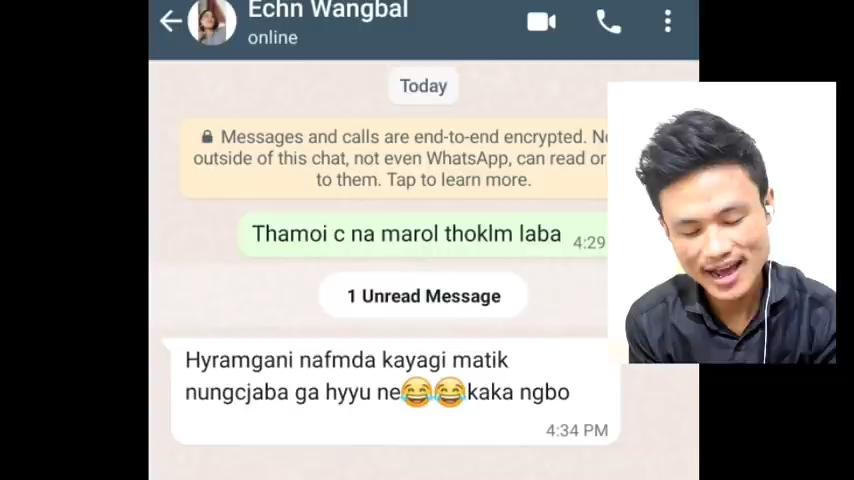 Echn Wangbal
online
Today
Messages and calls are end-to-end encrypted.
outside of this chat, not even WhatsApp, can read or
to them. Tap to learn more.
Thamoi c na marol thoklm laba
4:29
1 Unread Message
Hyramgani nafmda kayagi matik
nungcjaba ga hyyu ne😂😂kaka ngbo
4:34 PM